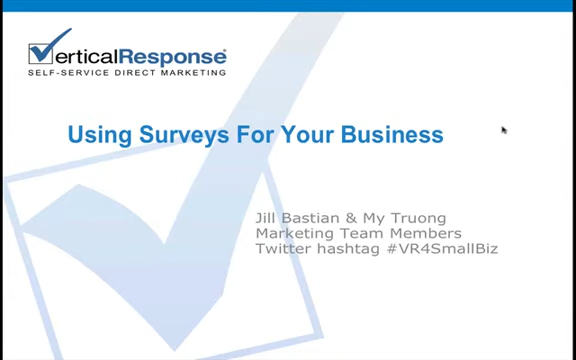 VerticalResponse®
SELF-SERVICE DIRECT MARKETING
Using Surveys For Your Business
Jill Bastian & My Truong
Marketing Team Members
Twitter hashtag #VR4SmallBiz